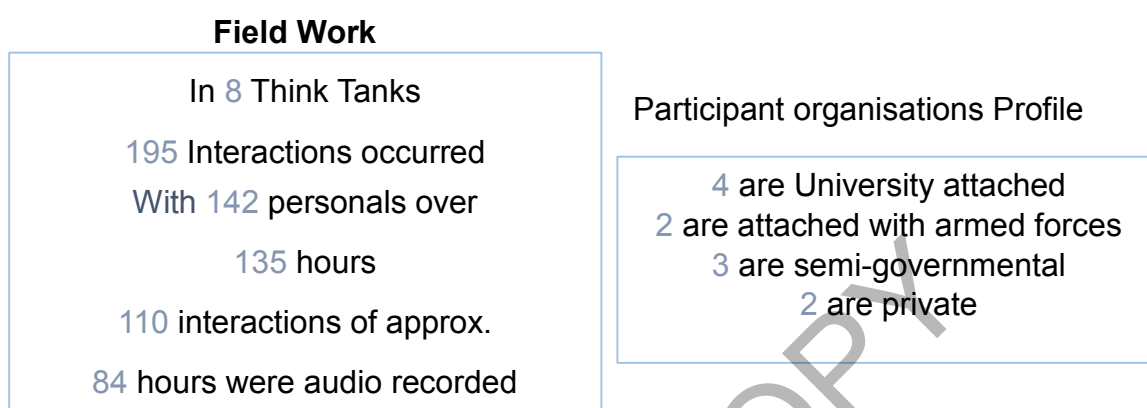 Field Work
In 8 Think Tanks
195 Interactions occurred
With 142 personals over
135 hours
110 interactions of approx.
84 hours were audio recorded
Participant organisations Profile
4 are University attached
2 are attached with armed forces
3 are semi-governmental
2 are private
OPY